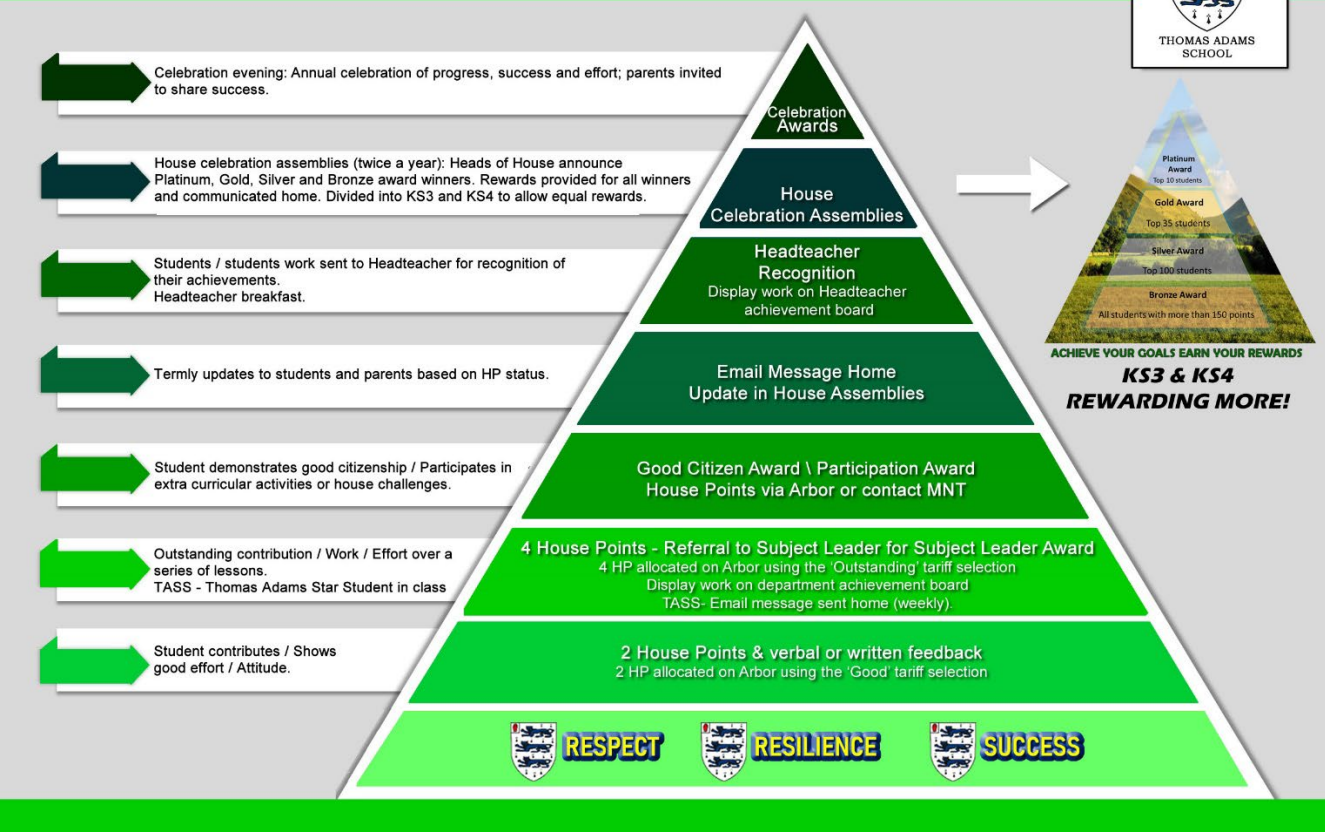 THOMAS ADAMS
SCHOOL
Celebration evening: Annual celebration of progress, success and effort; parents invited
to share success.
Celebration
Awards
House celebration assemblies (twice a year): Heads of House announce
Platinum, Gold, Silver and Bronze award winners. Rewards provided for all winners
and communicated home. Divided into KS3 and KS4 to allow equal rewards.
House
Celebration Assemblies
Students / students work sent to Headteacher for recognition of
their achievements.
Headteacher breakfast.
Headteacher
Recognition
Display work on Headteacher
achievement board
Termly updates to students and parents based on HP status.
Email Message Home
Update in House Assemblies
Student demonstrates good citizenship / Participates in
extra curricular activities or house challenges.
Good Citizen Award \ Participation Award
House Points via Arbor or contact MNT
Outstanding contribution / Work / Effort over a
series of lessons.
TASS - Thomas Adams Star Student in class
4 House Points - Referral to Subject Leader for Subject Leader Award
4 HP allocated on Arbor using the 'Outstanding' tariff selection
Display work on department achievement board
TASS- Email message sent home (weekly).
Student contributes / Shows
good effort / Attitude.
2 House Points & verbal or written feedback
2 HP allocated on Arbor using the 'Good' tariff selection
RESPECT
RESILIENCE
SUCCESS
Platinum
Award
Top 10 students
Gold Award
Top 35 students
Silver Award
Top 100 students
Bronze Award
All students with more than 150 points
ACHIEVE YOUR GOALS EARN YOUR REWARDS
KS3 & KS4
REWARDING MORE!